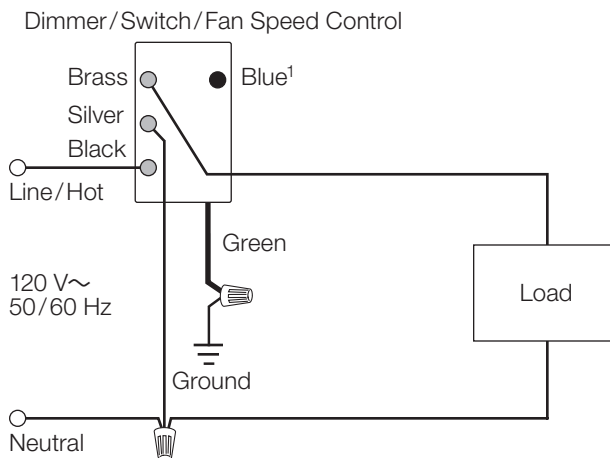 Dimmer/Switch/Fan Speed Control
Brass
Blue¹
Silver
Black
Line/Hot
Green
120 V~
50/60 Hz
Load
Ground
Neutral